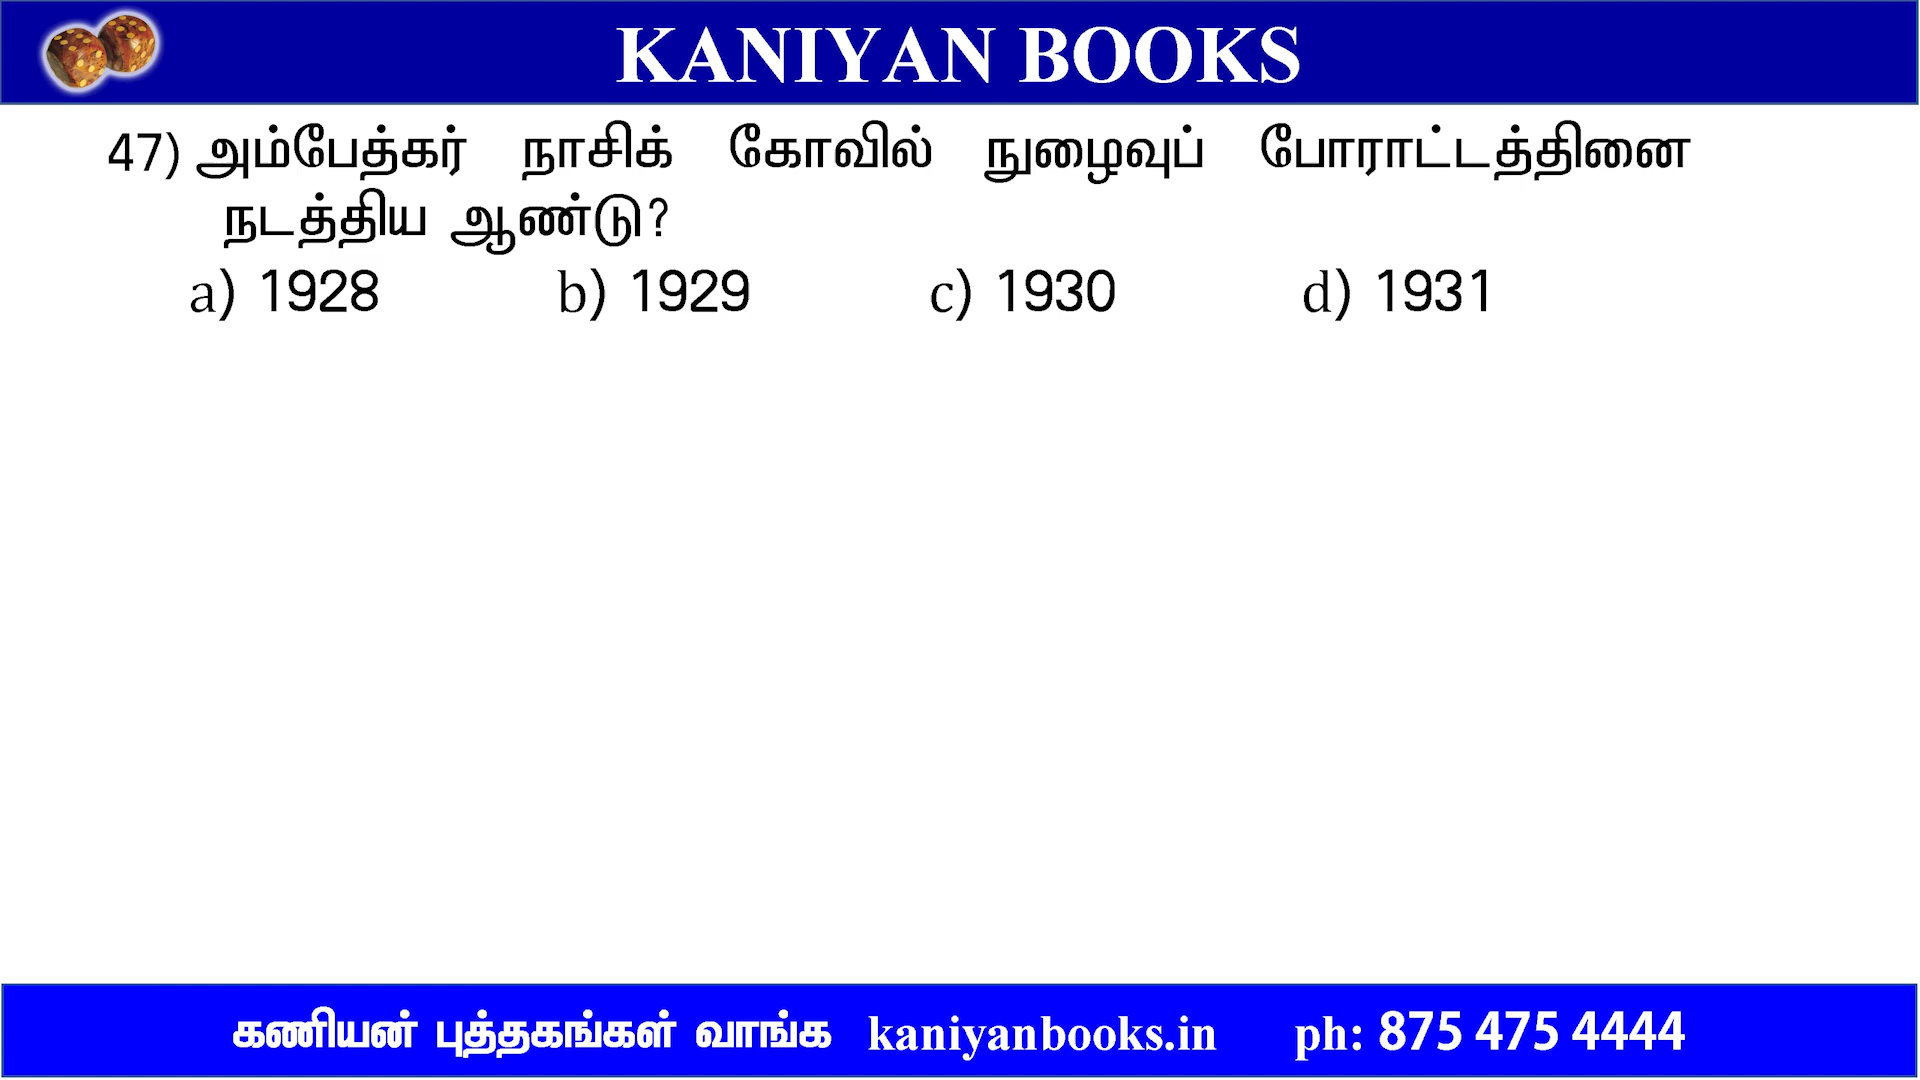 KANIYAN BOOKS
47) அம்பேத்கர் நாசிக் கோவில் நுழைவுப் போராட்டத்தினை
நடத்திய ஆண்டு?
a) 1928 b) 1929 c) 1930 d) 1931
கணியன் புத்தகங்கள் வாங்க kaniyanbooks.in ph: 875 475 4444